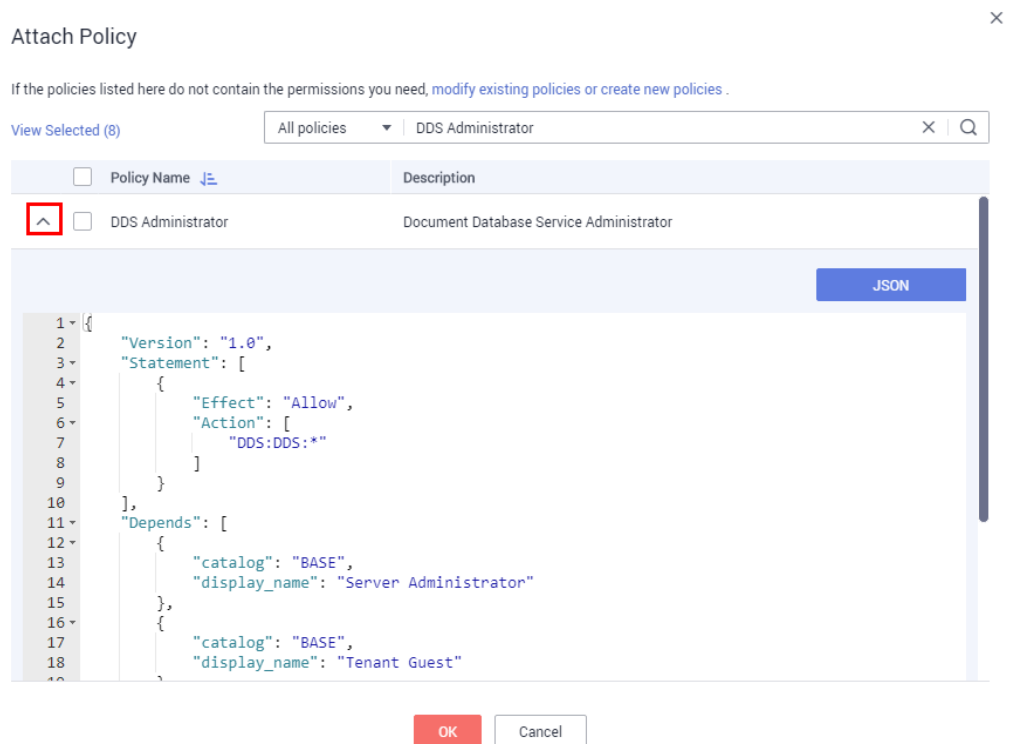 Attach Policy
If the policies listed here do not contain the permissions you need, modify existing policies or create new policies .
View Selected (8) All policies DDS Administrator
Policy Name Description
DDS Administrator Document Database Service Administrator
JSON
1 {
2 "Version": "1.0",
3 "Statement": [
4 {
5 "Effect": "Allow",
6 "Action": [
7 "DDS:DDS:*"
8 ]
9 }
10 ],
11 "Depends": [
12 {
13 "catalog": "BASE",
14 "display_name": "Server Administrator"
15 },
16 {
17 "catalog": "BASE",
18 "display_name": "Tenant Guest"
OK Cancel